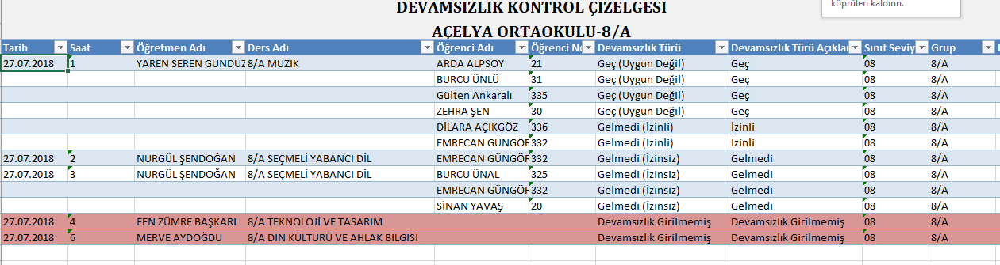 köprüleri kaldırın.
DEVAMSIZLIK KONTROL ÇİZELGESİ
AÇELYA ORTAOKULU-8/A
Tarih Saat Öğretmen Adı Ders Adı Öğrenci Adı Öğrenci No Devamsızlık Türü Devamsızlık Türü Açıklar Sınıf Seviy Grup
27.07.2018 1 YAREN SEREN GÜNDÜZ 8/A MÜZİK ARDA ALPSOY 21 Geç (Uygun Değil) Geç 08 8/A
BURCU ÜNLÜ 31 Geç (Uygun Değil) Geç 08 8/A
Gülten Ankaralı 335 Geç (Uygun Değil) Geç 08 8/A
ZEHRA ŞEN 30 Geç (Uygun Değil) Geç 08 8/A
DİLARA AÇIKGÖZ 336 Gelmedi (İzinli) İzinli 08 8/A
EMRECAN GÜNGÖR 332 Gelmedi (İzinli) İzinli 08 8/A
27.07.2018 2 NURGÜL ŞENDOĞAN 8/A SEÇMELİ YABANCI DİL EMRECAN GÜNGÖR 332 Gelmedi (İzinsiz) Gelmedi 08 8/A
27.07.2018 3 NURGÜL ŞENDOĞAN 8/A SEÇMELİ YABANCI DİL BURCU ÜNAL 325 Gelmedi (İzinsiz) Gelmedi 08 8/A
EMRECAN GÜNGÖR 332 Gelmedi (İzinsiz) Gelmedi 08 8/A
SİNAN YAVAŞ 20 Gelmedi (İzinsiz) Gelmedi 08 8/A
27.07.2018 4 FEN ZÜMRE BAŞKARI 8/A TEKNOLOJİ VE TASARIM Devamsızlık Girilmemiş Devamsızlık Girilmemiş 08 8/A
27.07.2018 6 MERVE AYDOĞDU 8/A DİN KÜLTÜRÜ VE AHLAK BİLGİSİ Devamsızlık Girilmemiş Devamsızlık Girilmemiş 08 8/A